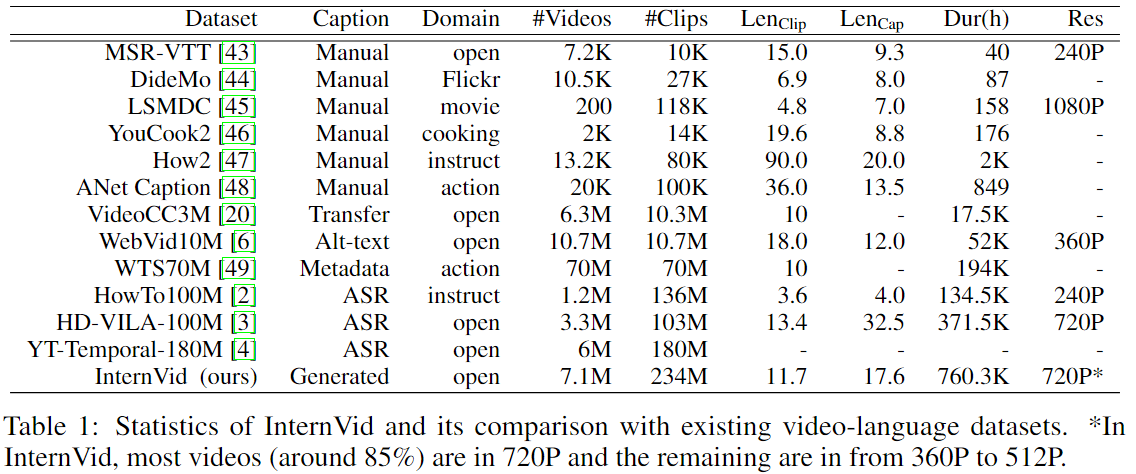 Dataset Caption Domain #Videos #Clips LenClip LenCap Dur(h) Res
MSR-VTT [43] Manual open 7.2K 10K 15.0 9.3 40 240P
DideMo [44] Manual Flickr 10.5K 27K 6.9 8.0 87 -
LSMDC [45] Manual movie 200 118K 4.8 7.0 158 1080P
YouCook2 [46] Manual cooking 2K 14K 19.6 8.8 176 -
How2 [47] Manual instruct 13.2K 80K 90.0 20.0 2K -
ANet Caption [48] Manual action 20K 100K 36.0 13.5 849 -
VideoCC3M [20] Transfer open 6.3M 10.3M 10 - 17.5K -
WebVid10M [6] Alt-text open 10.7M 10.7M 18.0 12.0 52K 360P
WTS70M [49] Metadata action 70M 70M 10 - 194K -
HowTo100M [2] ASR instruct 1.2M 136M 3.6 4.0 134.5K 240P
HD-VILA-100M [3] ASR open 3.3M 103M 13.4 32.5 371.5K 720P
YT-Temporal-180M [4] ASR open 6M 180M - - - -
InternVid (ours) Generated open 7.1M 234M 11.7 17.6 760.3K 720P*
Table 1: Statistics of InternVid and its comparison with existing video-language datasets. *In
InternVid, most videos (around 85%) are in 720P and the remaining are in from 360P to 512P.